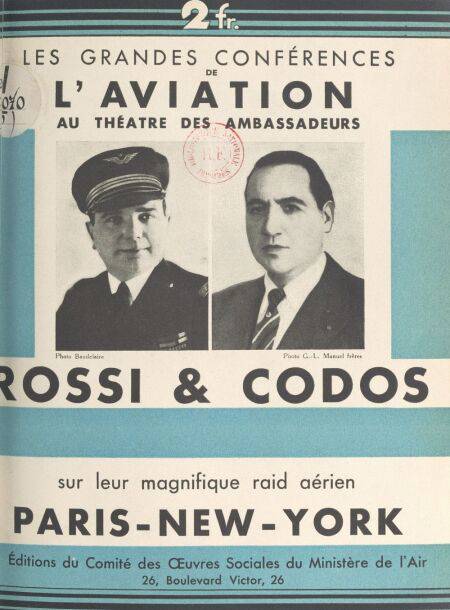 2 fr.
LES GRANDES CONFÉRENCES
DE
L'AVIATION
AU THÉATRE DES AMBASSADEURS
Photo Baudelaire
Photo G.-L. Manuel frères
ROSSI & CODOS
sur leur magnifique raid aérien
PARIS-NEW-YORK
Éditions du Comité des Œuvres Sociales du Ministère de l'Air
26, Boulevard Victor, 26